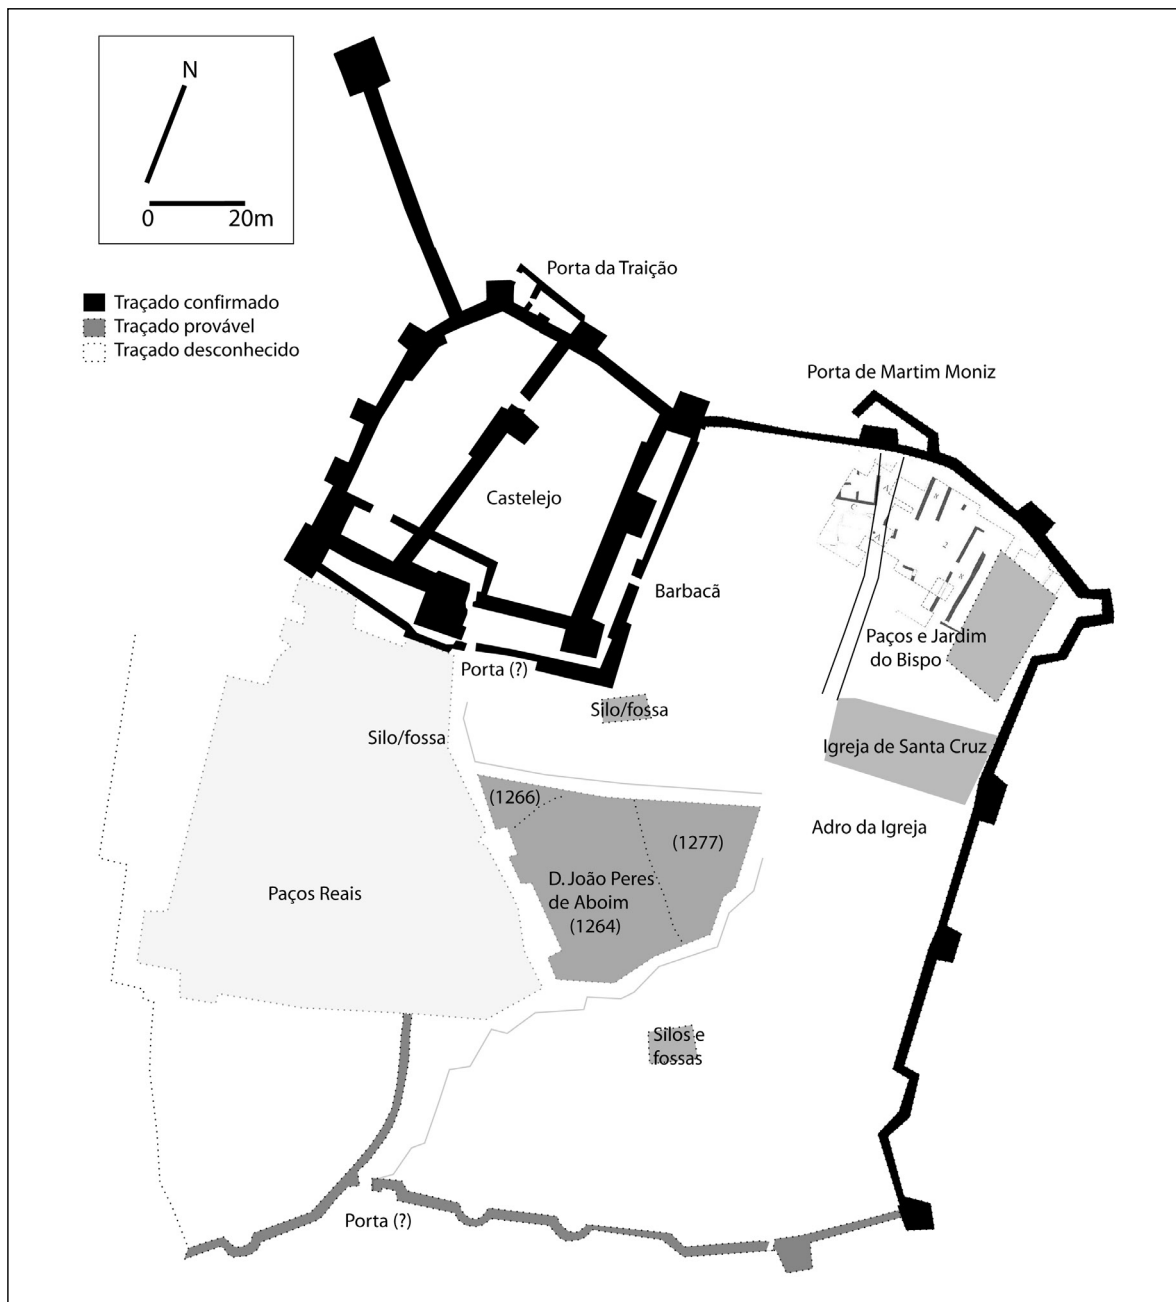 N
0 20m
Traçado confirmado
Traçado provável
Traçado desconhecido
Porta da Traição
Porta de Martim Moniz
Castelejo
Barbacã
Paços e Jardim
do Bispo
Porta (?)
Silo/fossa
Silo/fossa
Igreja de Santa Cruz
(1266)
Adro da Igreja
(1277)
D. João Peres
de Aboim
(1264)
Paços Reais
Silos e
fossas
Porta (?)